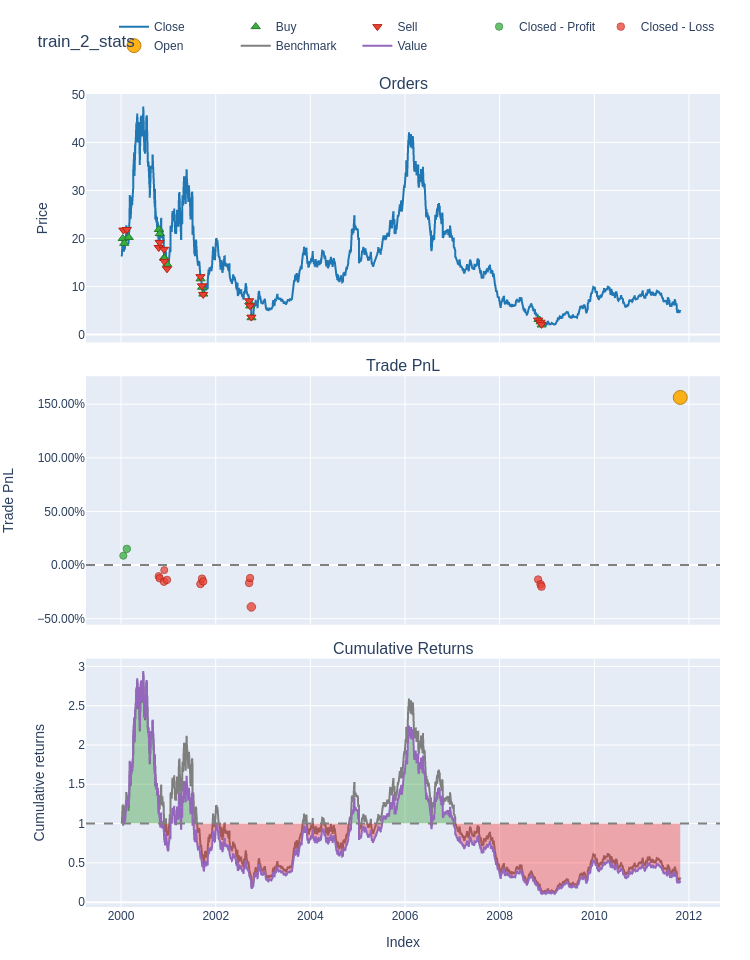 train_2_stats
Close
Buy
Sell
Closed - Profit
Closed - Loss
Open
Benchmark
Value
Orders
50
40
30
20
10
0
Price
Trade PnL
150.00%
100.00%
50.00%
0.00%
−50.00%
Trade PnL
Cumulative Returns
3
2.5
2
1.5
1
0.5
0
Cumulative returns
2000 2002 2004 2006 2008 2010 2012
Index